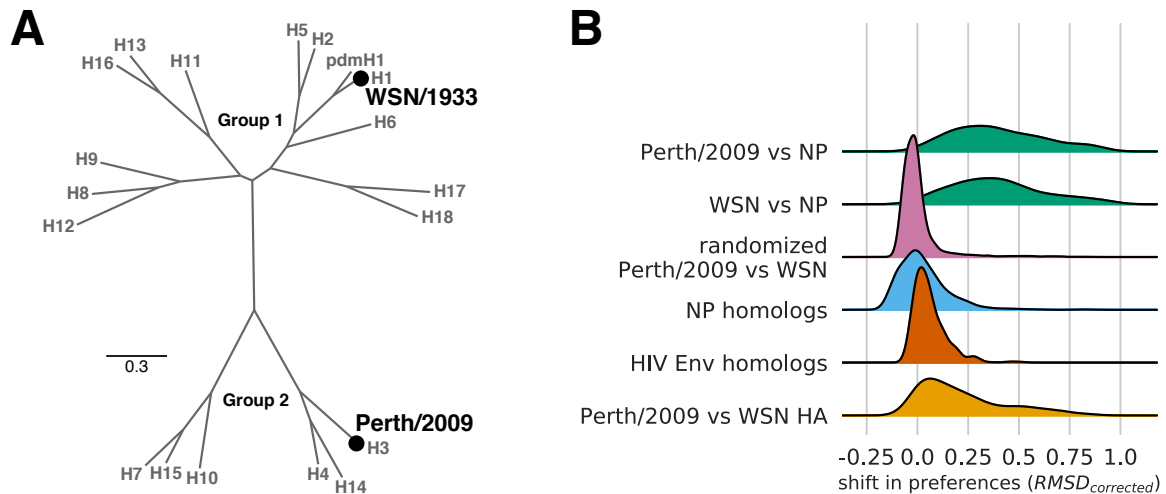 A
H5
H2
H13
H16
H11
pdmH1
H1
WSN/1933
Group 1
H6
H9
H8
H12
H17
H18
0.3
Group 2
Perth/2009
H3
H7
H15
H10
H4
H14
B
Perth/2009 vs NP
WSN vs NP
randomized
Perth/2009 vs WSN
NP homologs
HIV Env homologs
Perth/2009 vs WSN HA
-0.25 0.0 0.25 0.5 0.75 1.0
shift in preferences (RMSDcorrected)